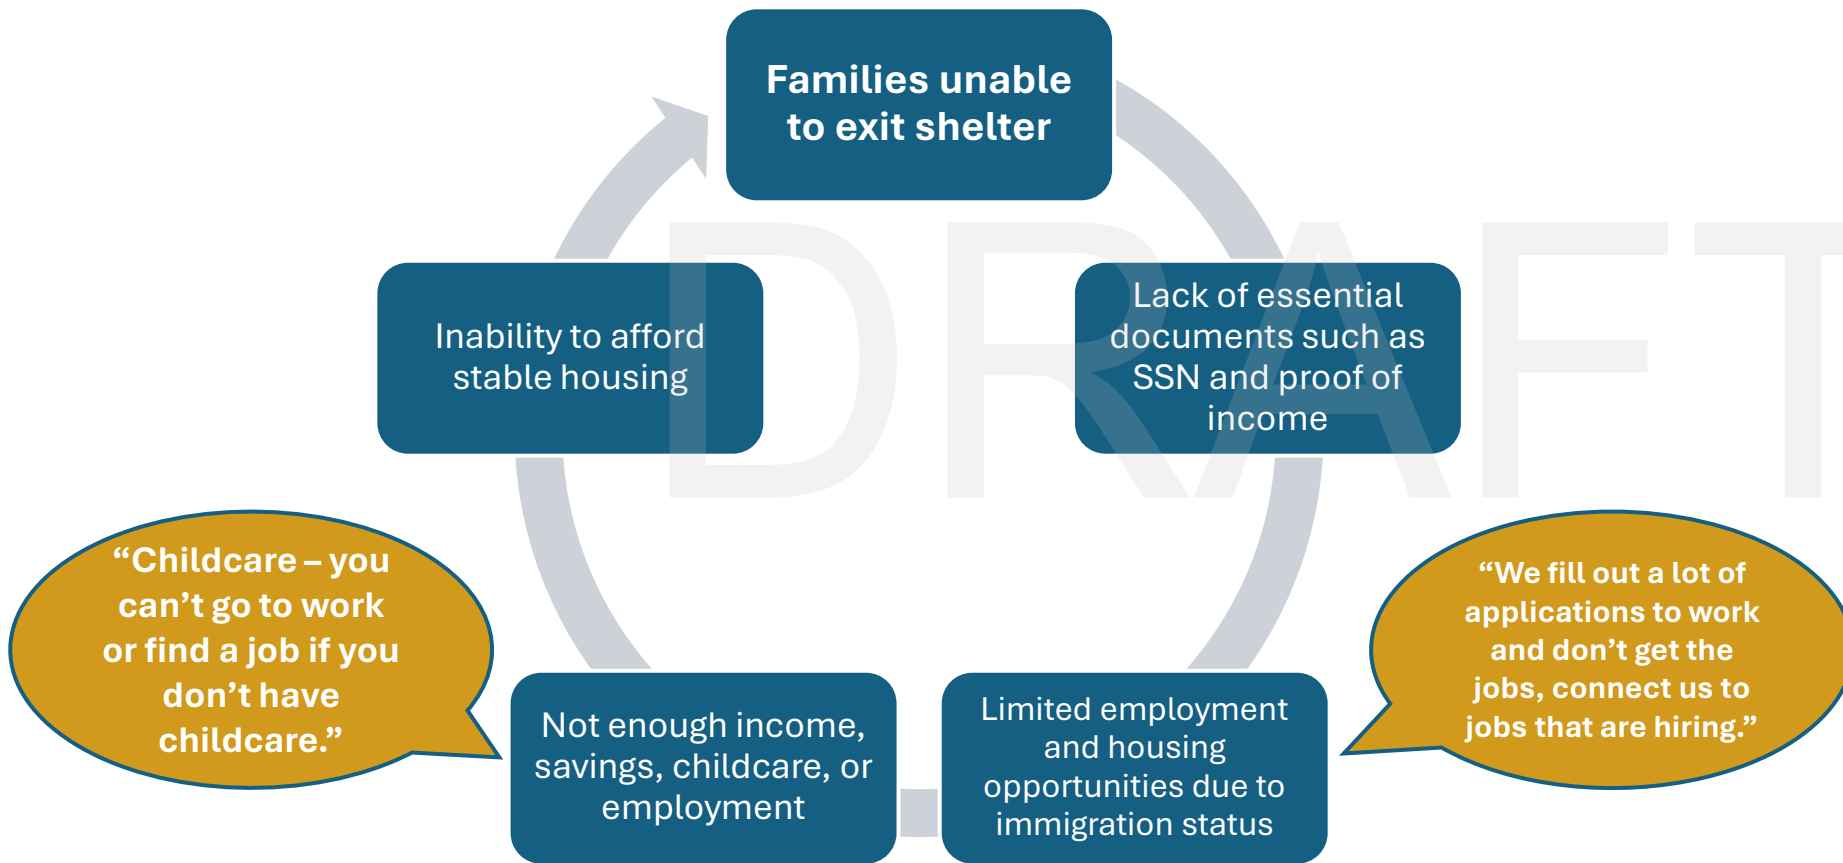 Families unable
to exit shelter
Lack of essential
documents such as
SSN and proof of
income
Limited employment
and housing
opportunities due to
immigration status
Not enough income,
savings, childcare, or
employment
Inability to afford
stable housing
“Childcare – you
can’t go to work
or find a job if you
don’t have
childcare.”
“We fill out a lot of
applications to work
and don’t get the
jobs, connect us to
jobs that are hiring.”
DRAFT